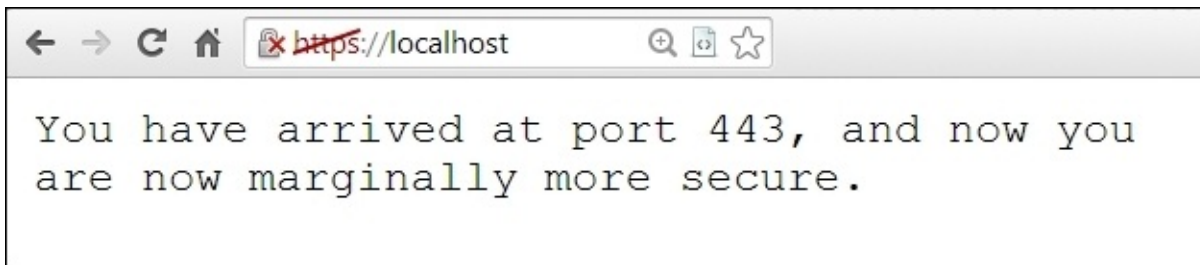 https://localhost
You have arrived at port 443, and now you
are now marginally more secure.